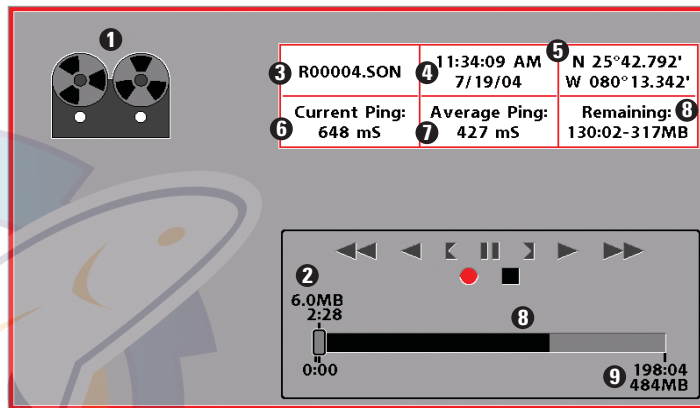 1
3 R00004.SON
4 11:34:09 AM
7/19/04
5 N 25°42.792'
W 080°13.342'
6 Current Ping:
648 mS
7 Average Ping:
427 mS
Remaining: 8
130:02-317MB
2
6.0MB
2:28
8
0:00
9 198:04
484MB